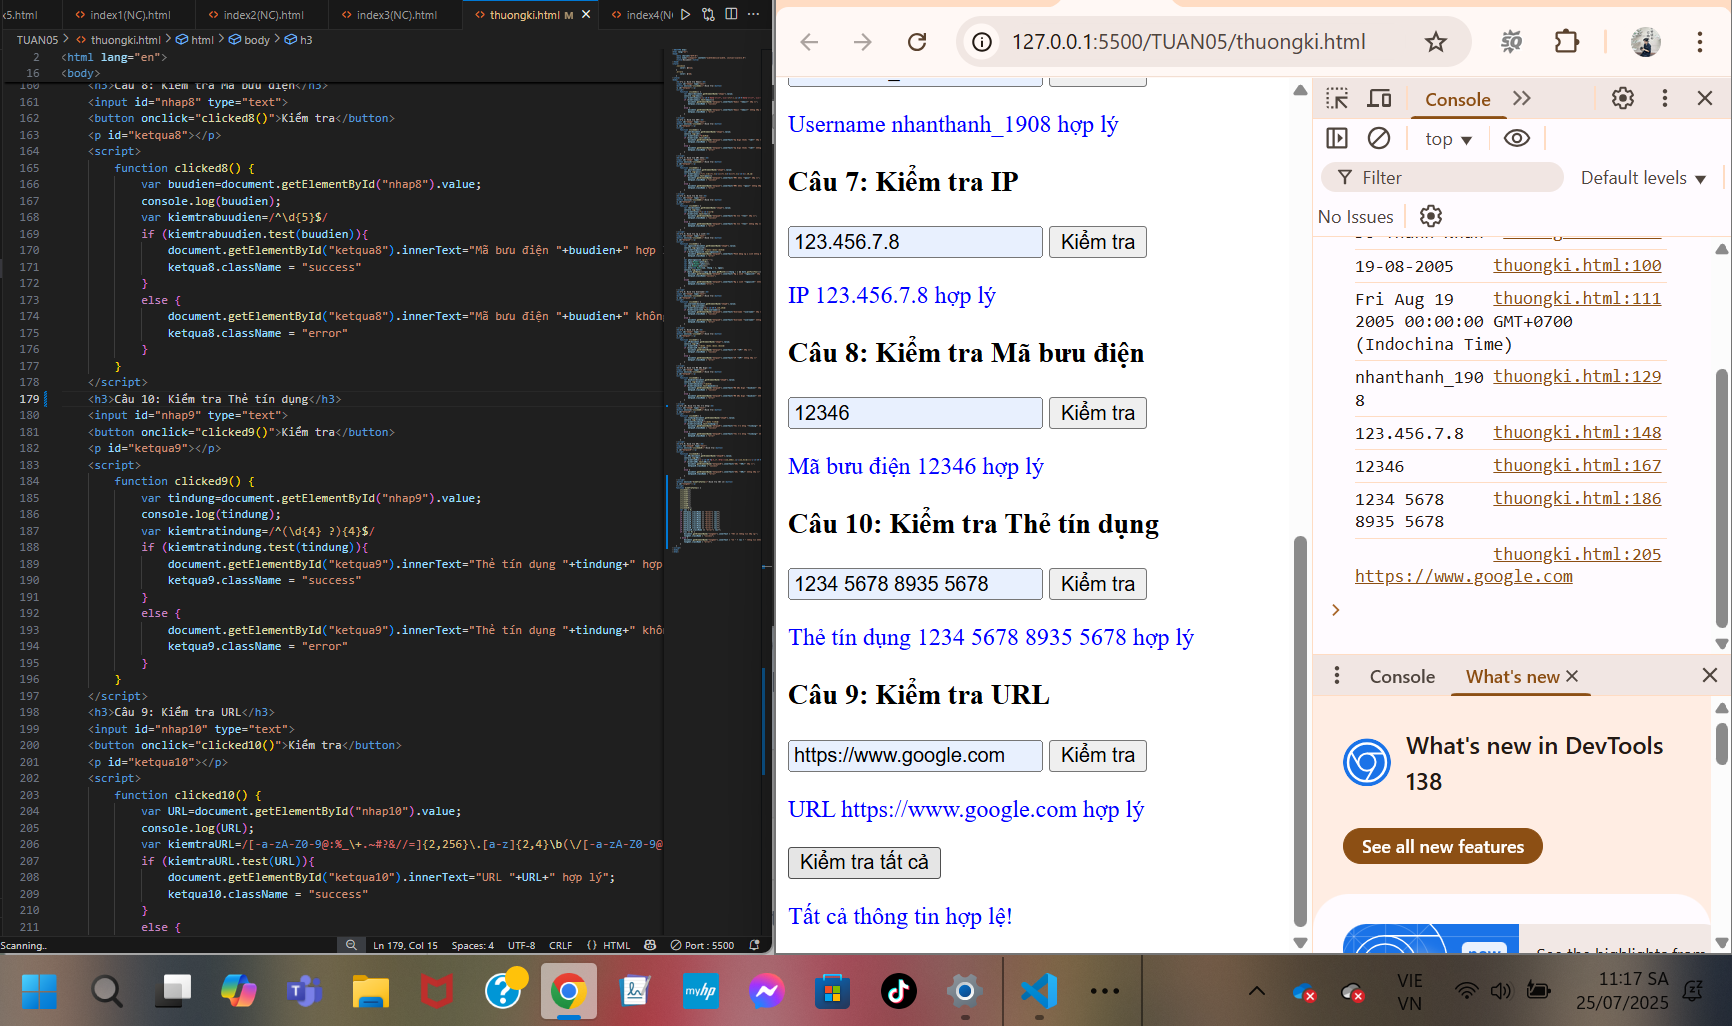 x5.html
index1(NC).html
index2(NC).html
index3(NC).html
thuongki.html M
index4(N
TUAN05 > thuongki.html > html > body > h3
2 <html lang="en">
16 <body>
160 <h3>Câu 8: Kiểm tra Mã bưu điện</h3>
161 <input id="nhap8" type="text">
162 <button onclick="clicked8()">Kiểm tra</button>
163 <p id="ketqua8"></p>
164 <script>
165 function clicked8() {
166 var buudien=document.getElementById("nhap8").value;
167 console.log(buudien);
168 var kiemtrabuudien=/^\d{5}$/
169 if (kiemtrabuudien.test(buudien)){
170 document.getElementById("ketqua8").innerText="Mã bưu điện "+buudien+" hợp
171 ketqua8.className = "success"
172 }
173 else {
174 document.getElementById("ketqua8").innerText="Mã bưu điện "+buudien+" khôn
175 ketqua8.className = "error"
176 }
177 }
178 </script>
179 <h3>Câu 10: Kiểm tra Thẻ tín dụng</h3>
180 <input id="nhap9" type="text">
181 <button onclick="clicked9()">Kiểm tra</button>
182 <p id="ketqua9"></p>
183 <script>
184 function clicked9() {
185 var tindung=document.getElementById("nhap9").value;
186 console.log(tindung);
187 var kiemtratindung=/^(\d{4} ?){4}$/
188 if (kiemtratindung.test(tindung)){
189 document.getElementById("ketqua9").innerText="Thẻ tín dụng "+tindung+" hợp
190 ketqua9.className = "success"
191 }
192 else {
193 document.getElementById("ketqua9").innerText="Thẻ tín dụng "+tindung+" khôn
194 ketqua9.className = "error"
195 }
196 }
197 </script>
198 <h3>Câu 9: Kiểm tra URL</h3>
199 <input id="nhap10" type="text">
200 <button onclick="clicked10()">Kiểm tra</button>
201 <p id="ketqua10"></p>
202 <script>
203 function clicked10() {
204 var URL=document.getElementById("nhap10").value;
205 console.log(URL);
206 var kiemtraURL=/[-a-zA-Z0-9@:%_\+.~#?&//=]{2,256}\.[a-z]{2,4}\b(\/[-a-zA-Z0-9@
207 if (kiemtraURL.test(URL)){
208 document.getElementById("ketqua10").innerText="URL "+URL+" hợp lý";
209 ketqua10.className = "success"
210 }
211 else {
Scanning..
Ln 179, Col 15
Spaces: 4
UTF-8
CRLF
{} HTML
Port : 5500
127.0.0.1:5500/TUAN05/thuongki.html
Username nhanthanh_1908 hợp lý
Câu 7: Kiểm tra IP
123.456.7.8
Kiểm tra
IP 123.456.7.8 hợp lý
Câu 8: Kiểm tra Mã bưu điện
12346
Kiểm tra
Mã bưu điện 12346 hợp lý
Câu 10: Kiểm tra Thẻ tín dụng
1234 5678 8935 5678
Kiểm tra
Thẻ tín dụng 1234 5678 8935 5678 hợp lý
Câu 9: Kiểm tra URL
https://www.google.com
Kiểm tra
URL https://www.google.com hợp lý
Kiểm tra tất cả
Tất cả thông tin hợp lệ!
Console
top
Filter
Default levels
No Issues
19-08-2005 thuongki.html:100
Fri Aug 19 thuongki.html:111
2005 00:00:00 GMT+0700
(Indochina Time)
nhanthanh_190 thuongki.html:129
8
123.456.7.8 thuongki.html:148
12346 thuongki.html:167
1234 5678 thuongki.html:186
8935 5678
thuongki.html:205
https://www.google.com
Console
What's new
What's new in DevTools
138
See all new features
new
See the highlights from
myhp
VIE
VN
11:17 SA
25/07/2025